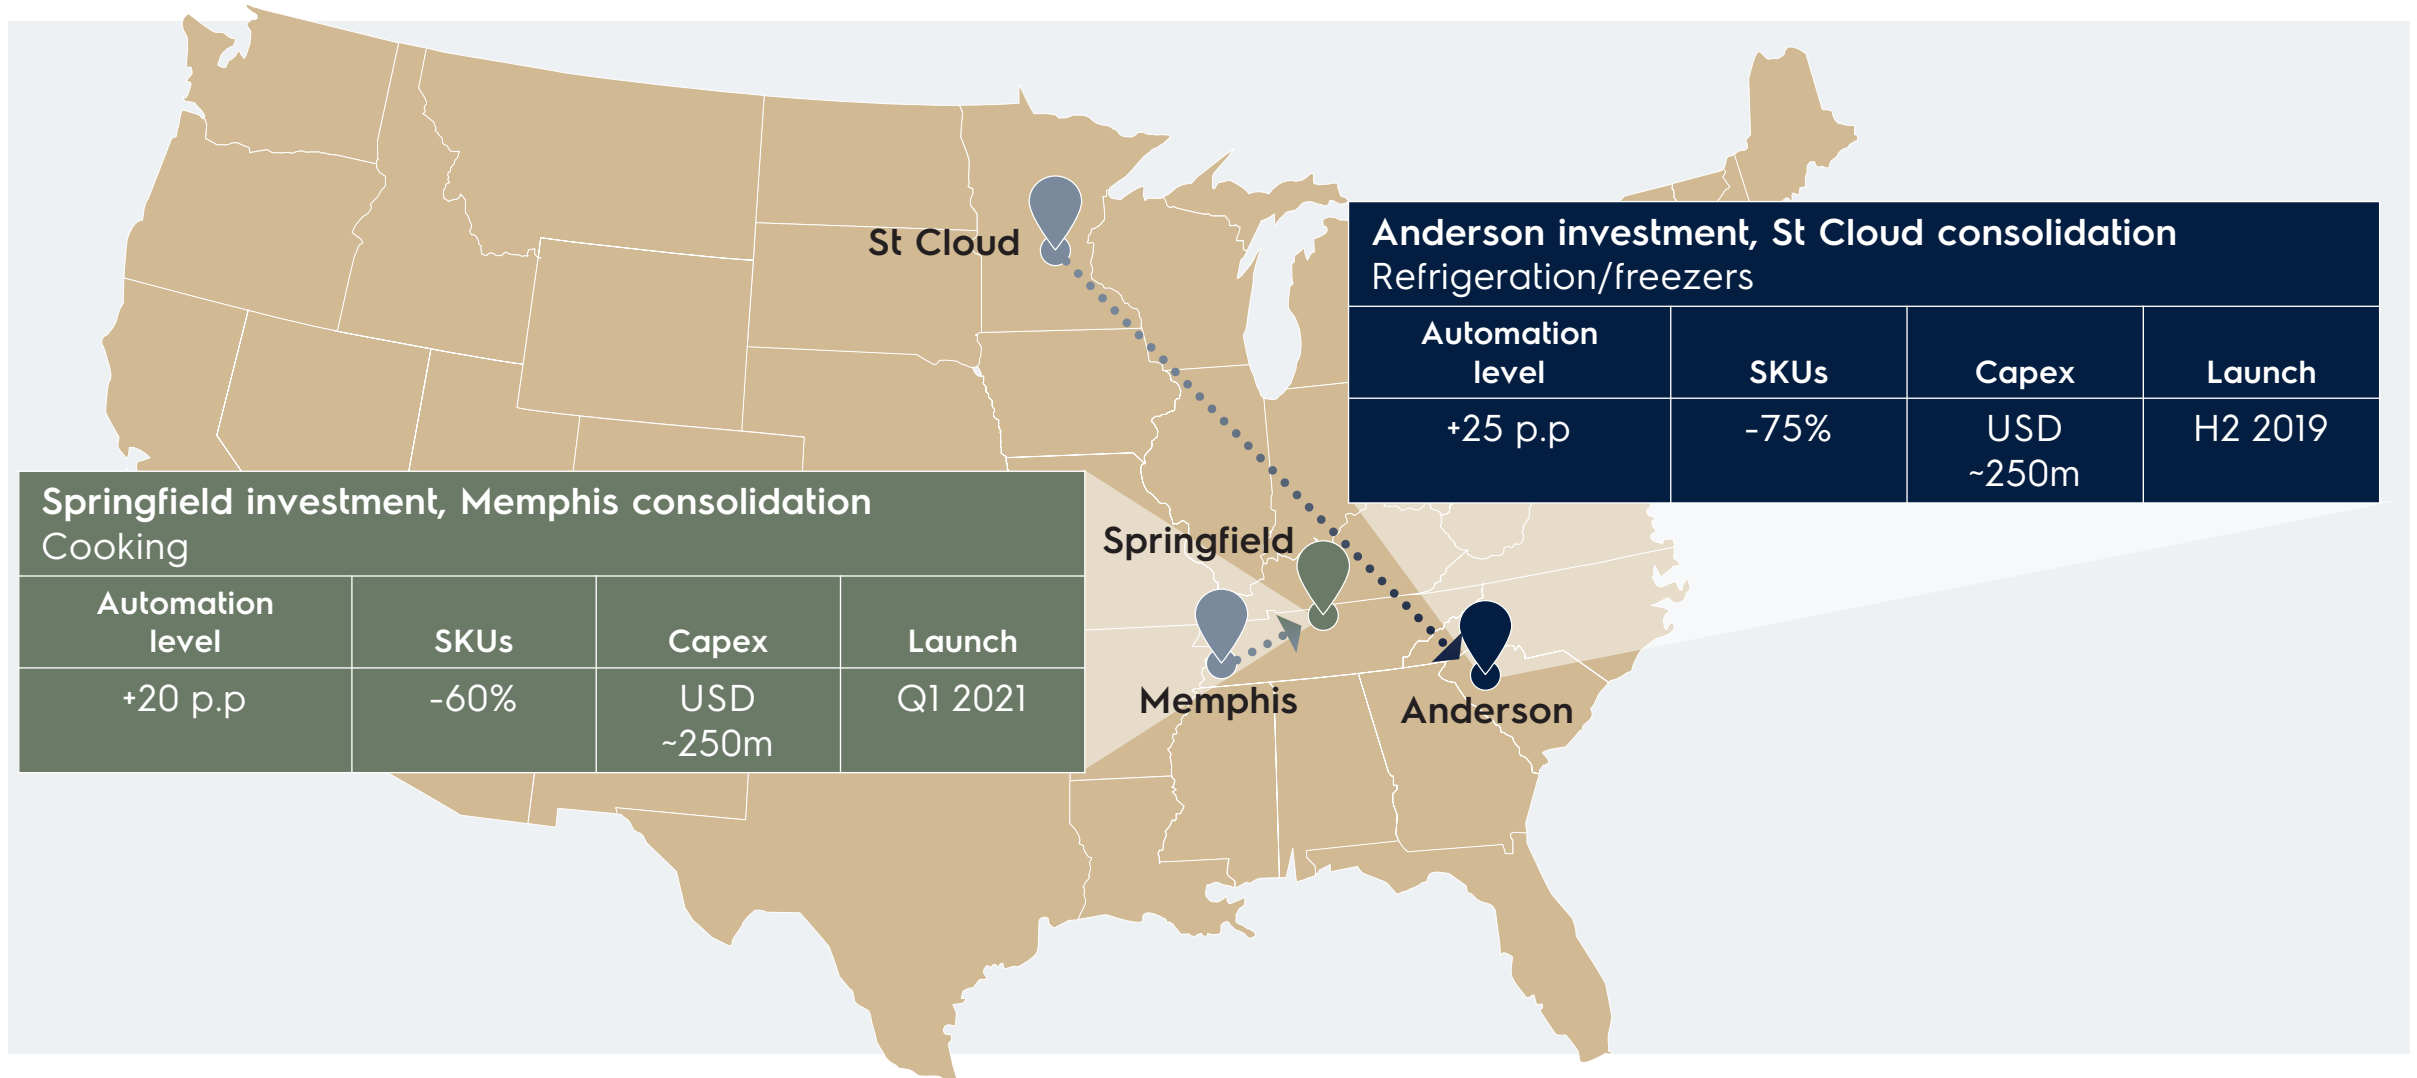 St Cloud
Anderson investment, St Cloud consolidation
Refrigeration/freezers
Automation
level
SKUs
Capex
Launch
+25 p.p
-75%
USD
~250m
H2 2019
Springfield investment, Memphis consolidation
Cooking
Automation
level
SKUs
Capex
Launch
+20 p.p
-60%
USD
~250m
Q1 2021
Springfield
Memphis
Anderson